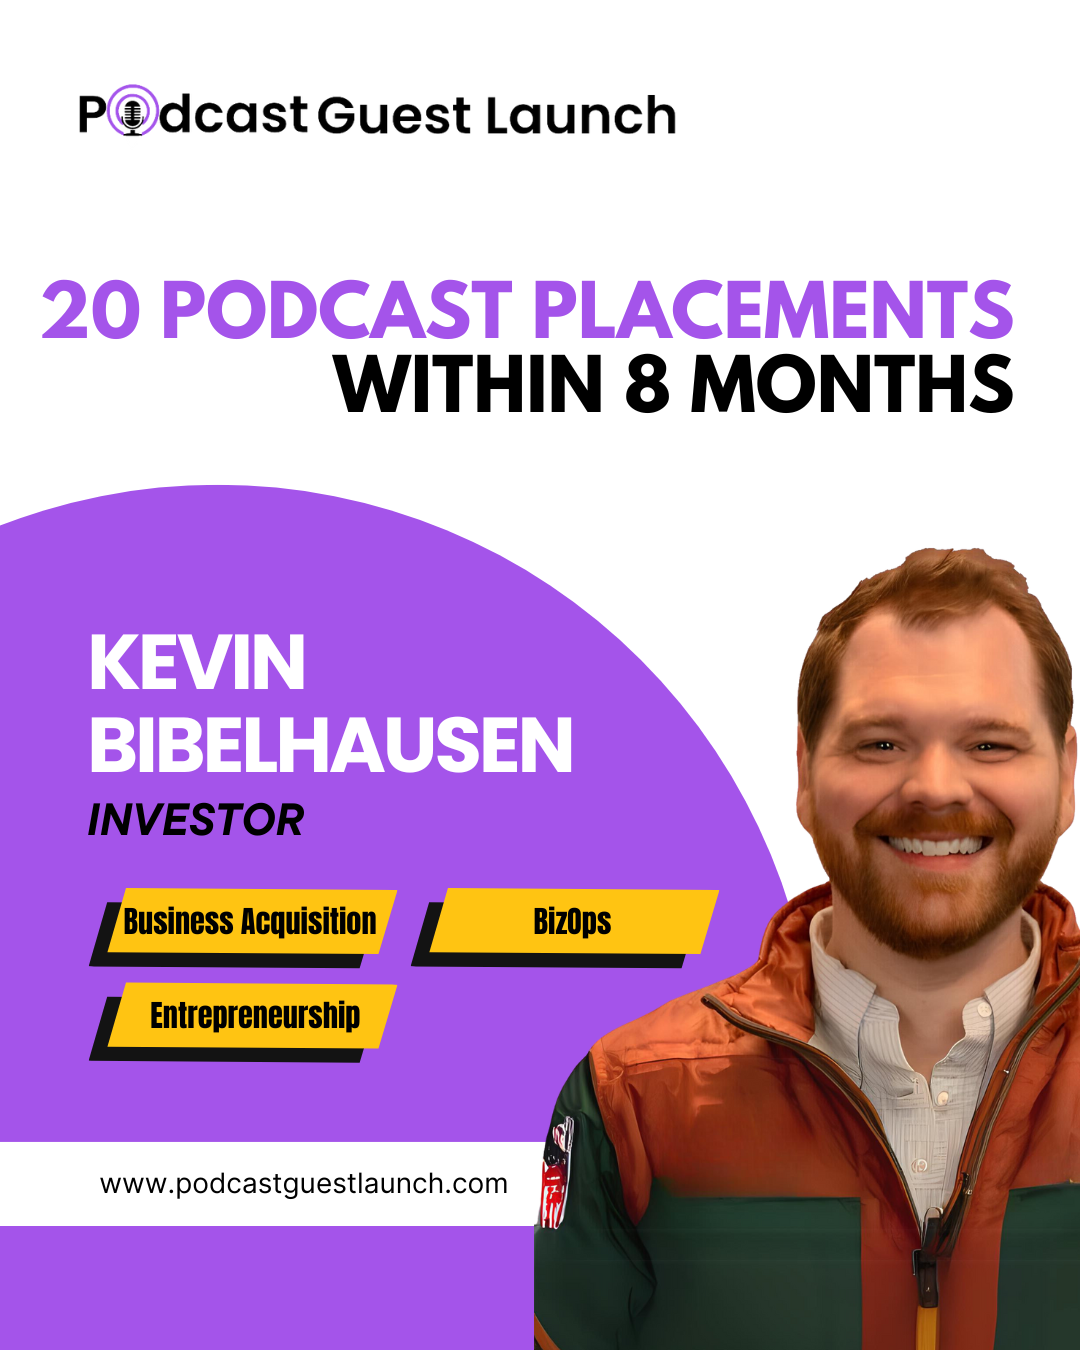 Podcast Guest Launch
20 PODCAST PLACEMENTS
WITHIN 8 MONTHS
KEVIN
BIBELHAUSEN
INVESTOR
Business Acquisition
BizOps
Entrepreneurship
www.podcastguestlaunch.com